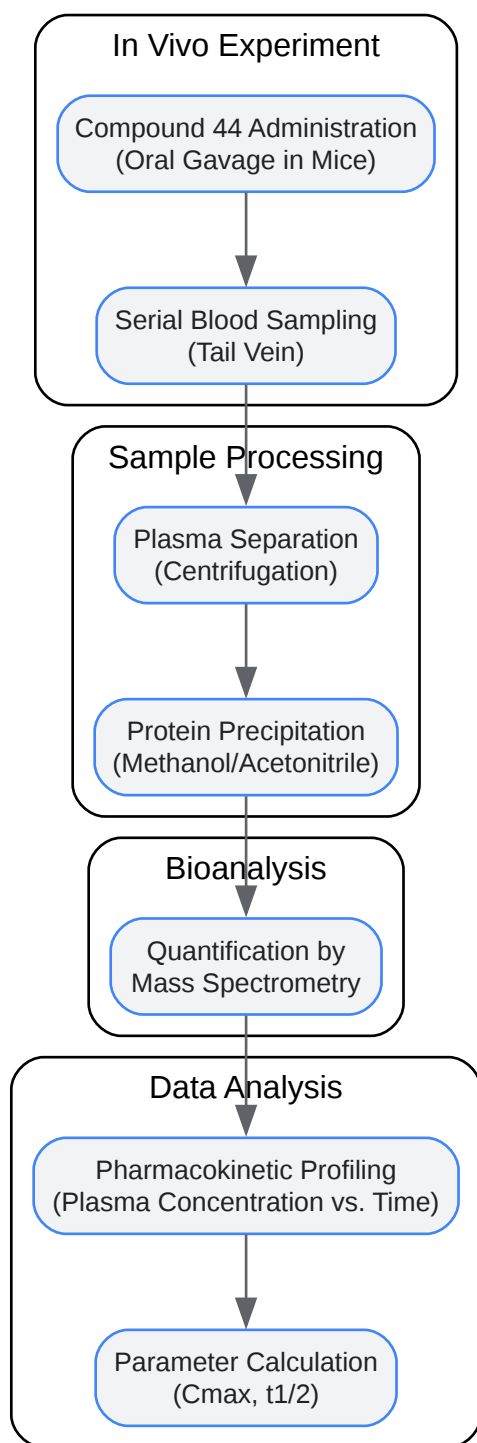 In Vivo Experiment
Compound 44 Administration
(Oral Gavage in Mice)
Serial Blood Sampling
(Tail Vein)
Sample Processing
Plasma Separation
(Centrifugation)
Protein Precipitation
(Methanol/Acetonitrile)
Bioanalysis
Quantification by
Mass Spectrometry
Data Analysis
Pharmacokinetic Profiling
(Plasma Concentration vs. Time)
Parameter Calculation
(Cmax, t1/2)